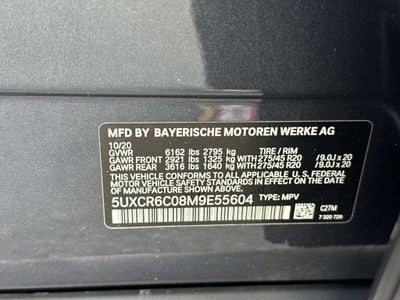 MFD BY BAYERISCHE MOTOREN WERKE AG
10/20
GVWR 6162 lbs 2795 kg TIRE / RIM
GAWR FRONT 2921 lbs 1325 kg WITH 275/45 R20 /9.0J x 20
GAWR REAR 3616 lbs 1640 kg WITH 275/45 R20 /9.0J x 20
THIS VEHICLE CONFORMS TO ALL APPLICABLE U. S. FEDERAL
MOTOR VEHICLE SAFETY STANDARDS IN EFFECT ON
THE DATE OF MANUFACTURE SHOWN ABOVE.
5UXCR6C08M9E55604 TYPE: MPV
C27M
7 320 729